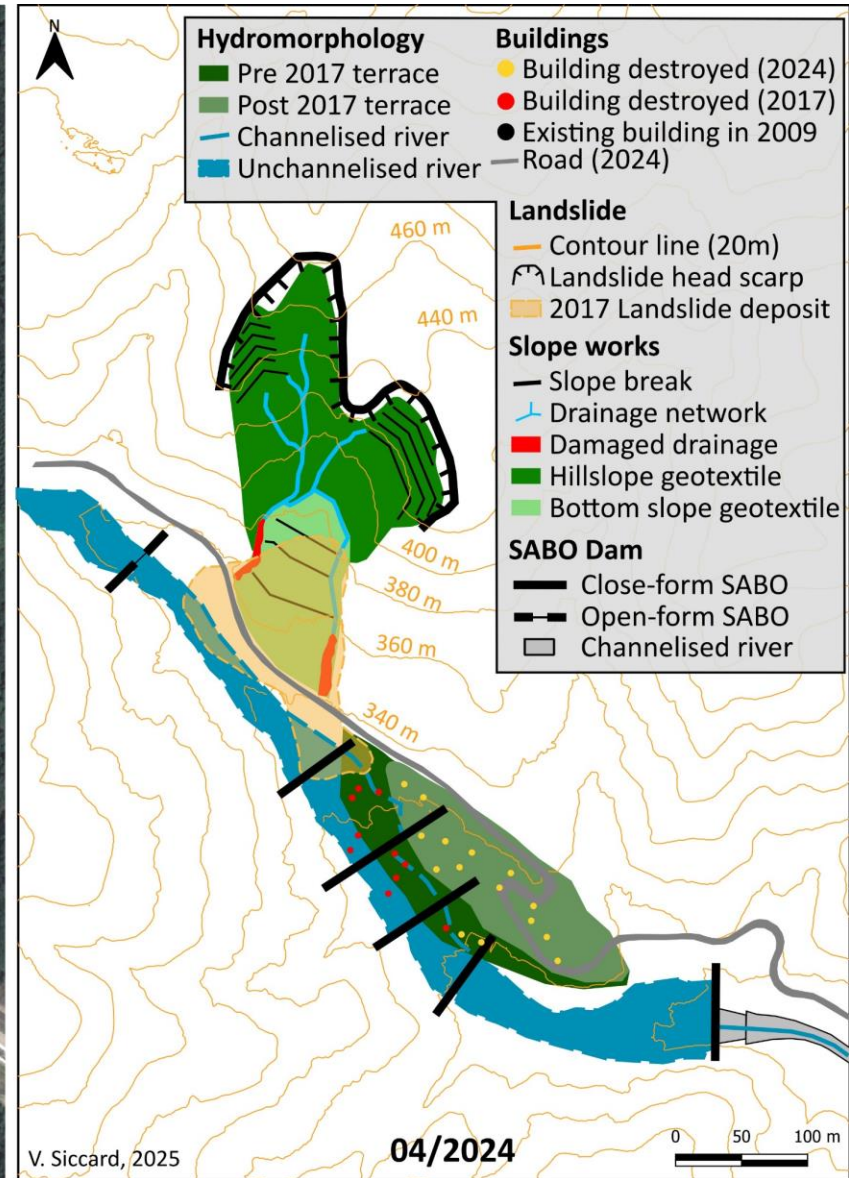 N
Hydromorphology
Pre 2017 terrace
Post 2017 terrace
Channelised river
Unchannelised river
Buildings
Building destroyed (2024)
Building destroyed (2017)
Existing building in 2009
Road (2024)
Landslide
Contour line (20m)
Landslide head scarp
2017 Landslide deposit
Slope works
Slope break
Drainage network
Damaged drainage
Hillslope geotextile
Bottom slope geotextile
SABO Dam
Close-form SABO
Open-form SABO
Channelised river
460 m
440 m
400 m
380 m
360 m
340 m
V. Siccard, 2025
04/2024
0 50 100 m